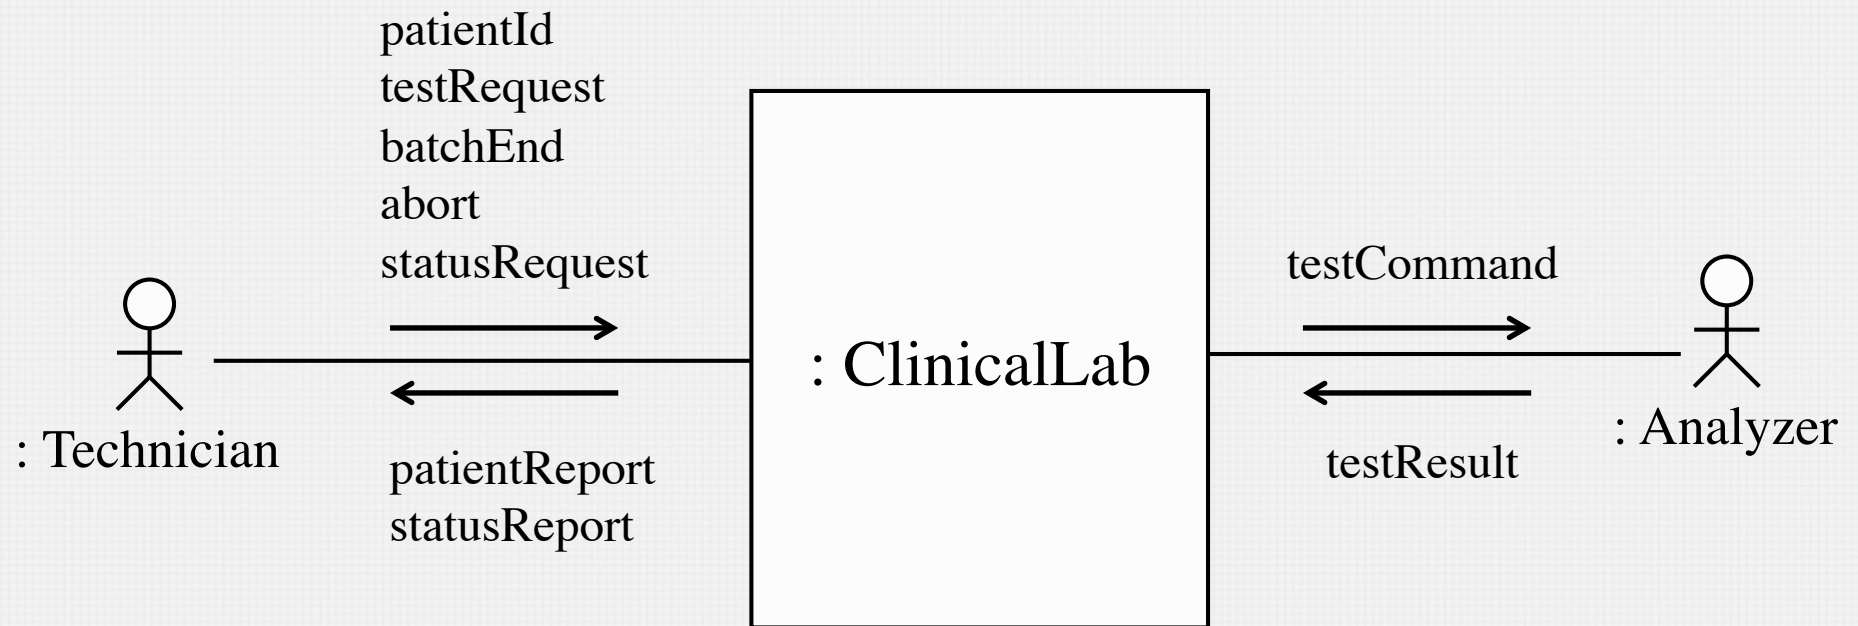 patientId
testRequest
batchEnd
abort
statusRequest
: Technician
patientReport
statusReport
: ClinicalLab
testCommand
testResult
: Analyzer